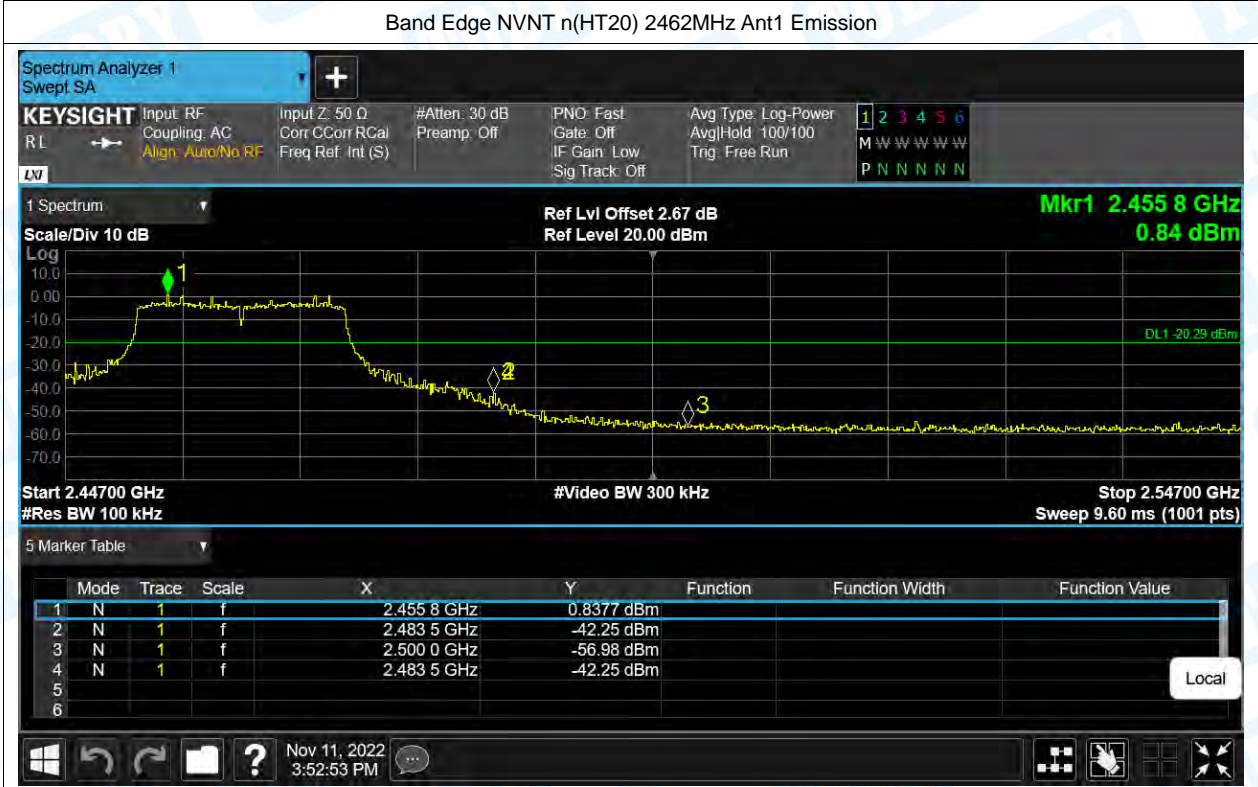 Band Edge NVNT n(HT20) 2462MHz Ant1 Emission
Spectrum Analyzer 1
Swept SA
+
KEYSIGHT Input: RF Input Z: 50 Ω #Atten: 30 dB PNO: Fast Avg Type: Log-Power 1 2 3 4 5 6
RL Coupling: AC Corr CCorr RCal Preamp: Off Gate: Off Avg|Hold: 100/100 M W W W W W W
Align: Auto/No RF Freq Ref: Int (S) IF Gain: Low Trig: Free Run
LXI Sig Track: Off P N N N N N N
1 Spectrum Ref Lvl Offset 2.67 dB Mkr1 2.455 8 GHz
Scale/Div 10 dB Ref Level 20.00 dBm 0.84 dBm
Log
10.0 1
0.00
-10.0
-20.0 DL1 -20.29 dBm
-30.0
-40.0
-50.0 3
-60.0
-70.0
Start 2.44700 GHz #Video BW 300 kHz Stop 2.54700 GHz
#Res BW 100 kHz Sweep 9.60 ms (1001 pts)
5 Marker Table
Mode Trace Scale X Y Function Function Width Function Value
1 N 1 f 2.455 8 GHz 0.8377 dBm
2 N 1 f 2.483 5 GHz -42.25 dBm
3 N 1 f 2.500 0 GHz -56.98 dBm
4 N 1 f 2.483 5 GHz -42.25 dBm
5
6
Local
? Nov 11, 2022
3:52:53 PM